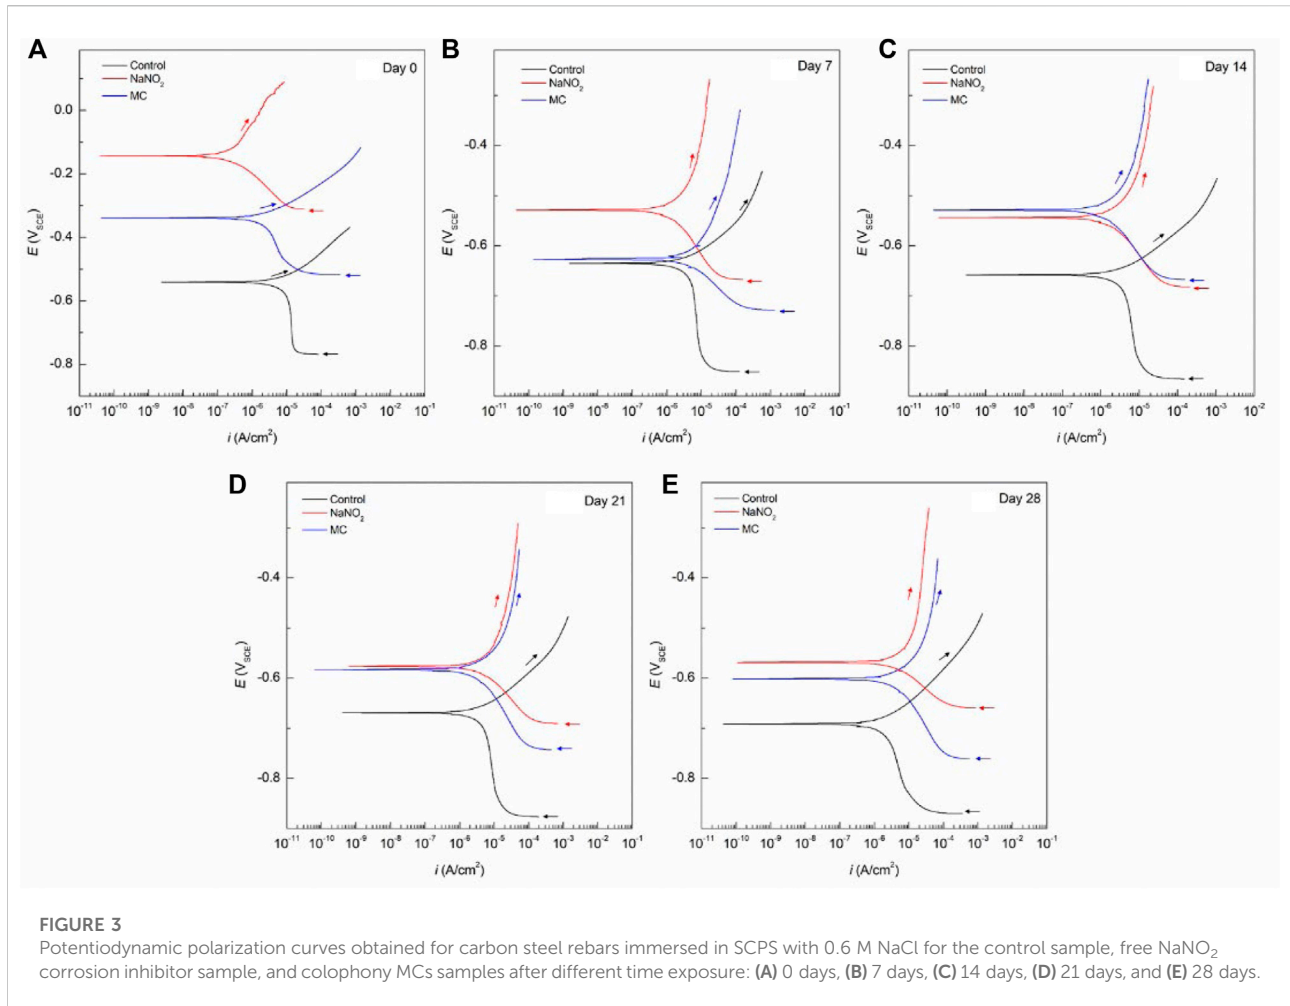 A
Control
NaNO₂
MC
Day 0
0.0
-0.2
-0.4
-0.6
-0.8
E (V_SCE)
10⁻¹¹ 10⁻¹⁰ 10⁻⁹ 10⁻⁸ 10⁻⁷ 10⁻⁶ 10⁻⁵ 10⁻⁴ 10⁻³ 10⁻² 10⁻¹
i (A/cm²)
B
Control
NaNO₂
MC
Day 7
-0.4
-0.6
-0.8
E (V_SCE)
10⁻¹¹ 10⁻¹⁰ 10⁻⁹ 10⁻⁸ 10⁻⁷ 10⁻⁶ 10⁻⁵ 10⁻⁴ 10⁻³ 10⁻² 10⁻¹
i (A/cm²)
C
Control
NaNO₂
MC
Day 14
-0.4
-0.6
-0.8
E (V_SCE)
10⁻¹¹ 10⁻¹⁰ 10⁻⁹ 10⁻⁸ 10⁻⁷ 10⁻⁶ 10⁻⁵ 10⁻⁴ 10⁻³ 10⁻²
i (A/cm²)
D
Control
NaNO₂
MC
Day 21
-0.4
-0.6
-0.8
E (V_SCE)
10⁻¹¹ 10⁻¹⁰ 10⁻⁹ 10⁻⁸ 10⁻⁷ 10⁻⁶ 10⁻⁵ 10⁻⁴ 10⁻³ 10⁻² 10⁻¹
i (A/cm²)
E
Control
NaNO₂
MC
Day 28
-0.4
-0.6
-0.8
E (V_SCE)
10⁻¹¹ 10⁻¹⁰ 10⁻⁹ 10⁻⁸ 10⁻⁷ 10⁻⁶ 10⁻⁵ 10⁻⁴ 10⁻³ 10⁻² 10⁻¹
i (A/cm²)
FIGURE 3
Potentiodynamic polarization curves obtained for carbon steel rebars immersed in SCPS with 0.6 M NaCl for the control sample, free NaNO₂
corrosion inhibitor sample, and colophony MCs samples after different time exposure: (A) 0 days, (B) 7 days, (C) 14 days, (D) 21 days, and (E) 28 days.